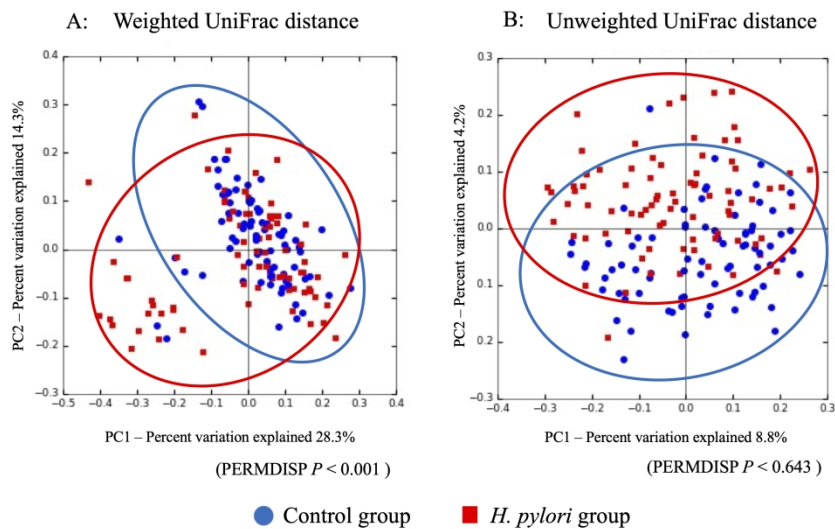 A: Weighted UniFrac distance
PC2 – Percent variation explained 14.3%
0.4
0.3
0.2
0.1
0.0
−0.1
−0.2
−0.3
−0.5 −0.4 −0.3 −0.2 −0.1 0.0 0.1 0.2 0.3 0.4
PC1 – Percent variation explained 28.3%
(PERMDISP P < 0.001 )
B: Unweighted UniFrac distance
PC2 – Percent variation explained 4.2%
0.3
0.2
0.1
0.0
−0.1
0.2
−0.3
−0.4 −0.3 −0.2 −0.1 0.0 0.1 0.2 0.3
PC1 – Percent variation explained 8.8%
(PERMDISP P < 0.643 )
Control group
H. pylori group